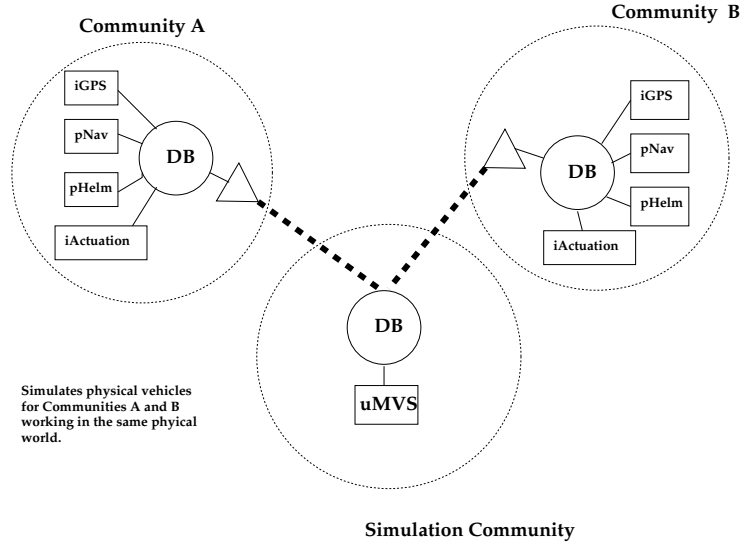 Community A
Community B
iGPS
pNav
pHelm
iActuation
DB
iGPS
pNav
pHelm
iActuation
DB
DB
uMVS
Simulates physical vehicles
for Communities A and B
working in the same phyical
world.
Simulation Community